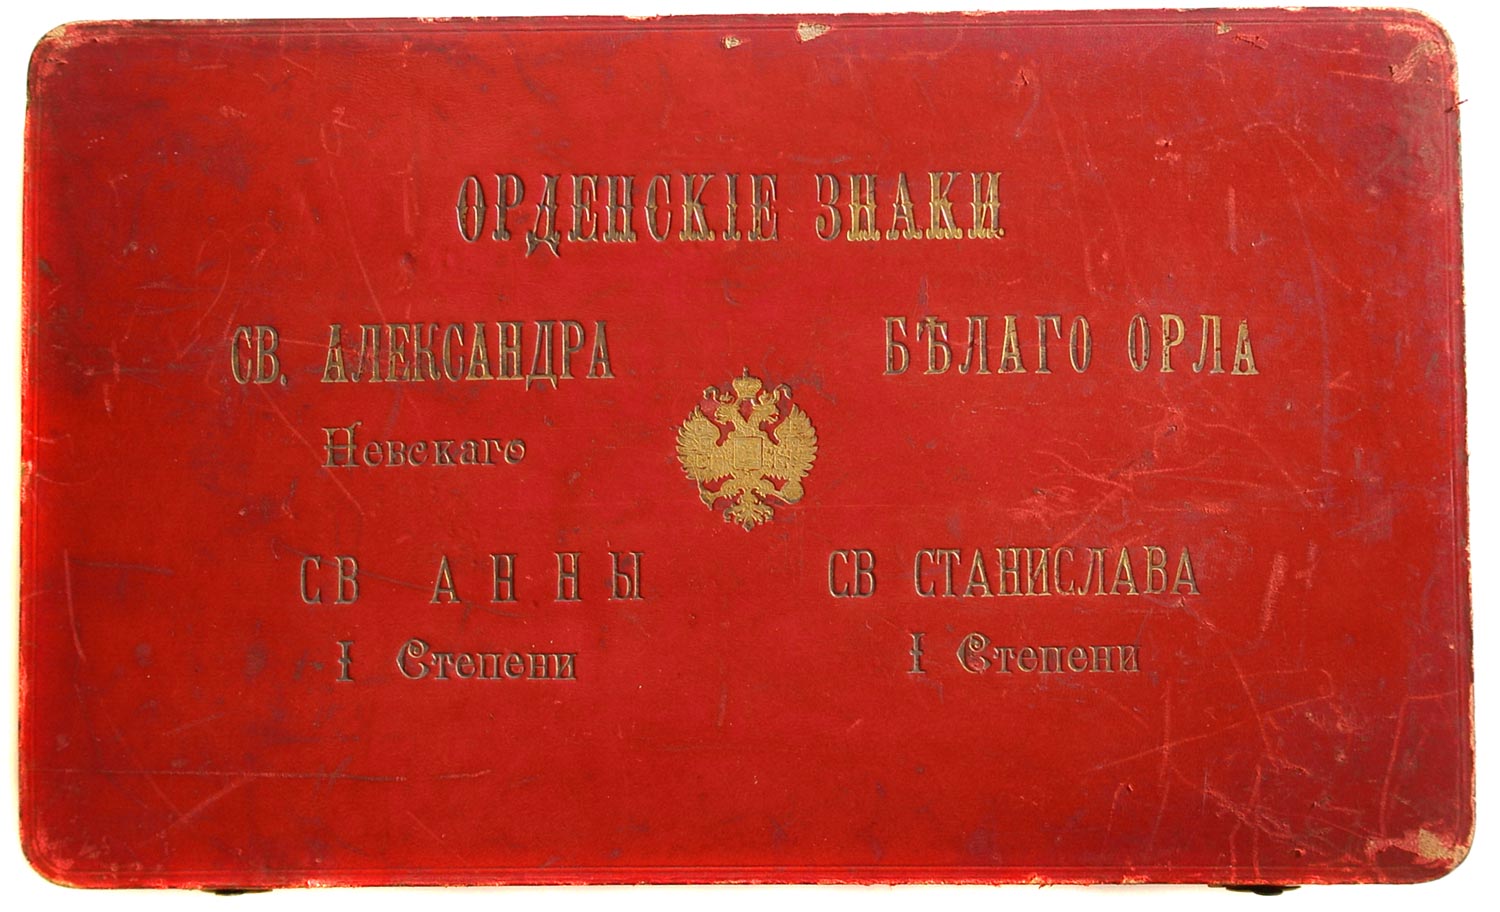 ОРДЕНСКІЕ ЗНАКИ.
СВ. АЛЕКСАНДРА
Невскаго
БѢЛАГО ОРЛА
СВ АННЫ
I Степени
СВ СТАНИСЛАВА
I Степени